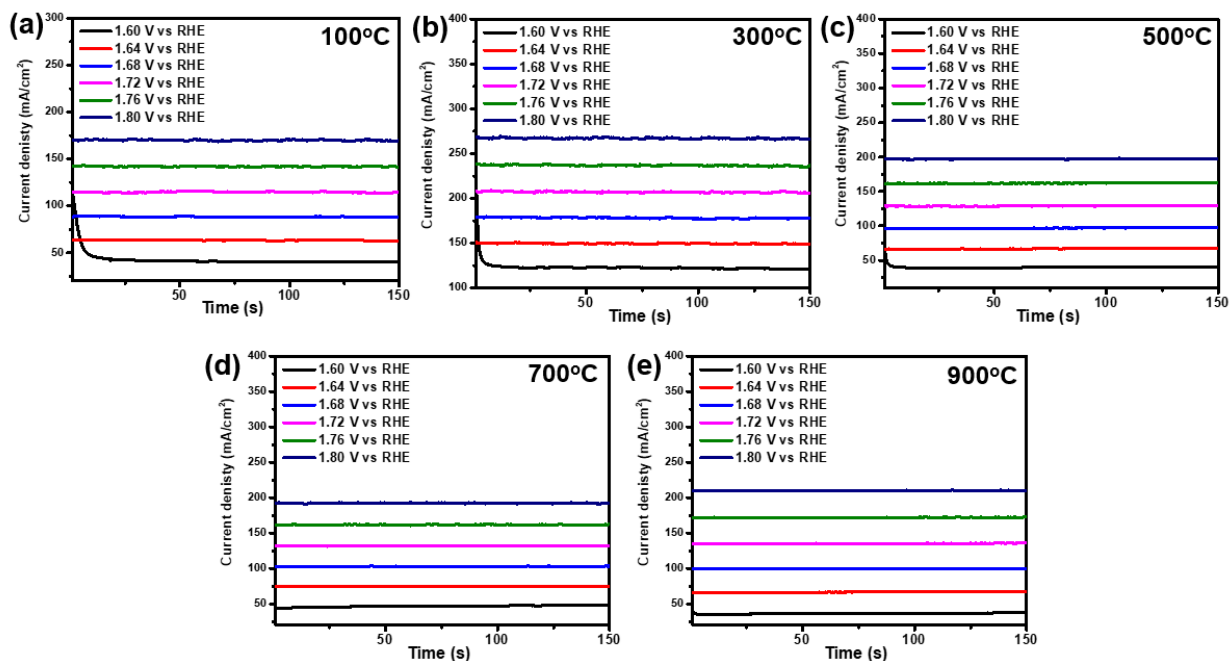 (a)
100°C
1.60 V vs RHE
1.64 V vs RHE
1.68 V vs RHE
1.72 V vs RHE
1.76 V vs RHE
1.80 V vs RHE
Current denisty (mA/cm²)
300
250
200
150
100
50
50
100
150
Time (s)
(b)
300°C
1.60 V vs RHE
1.64 V vs RHE
1.68 V vs RHE
1.72 V vs RHE
1.76 V vs RHE
1.80 V vs RHE
Current denisty (mA/cm²)
400
350
300
250
200
150
100
50
100
150
Time (s)
(c)
500°C
1.60 V vs RHE
1.64 V vs RHE
1.68 V vs RHE
1.72 V vs RHE
1.76 V vs RHE
1.80 V vs RHE
Current denisty (mA/cm²)
400
350
300
250
200
150
100
50
50
100
150
Time (s)
(d)
700°C
1.60 V vs RHE
1.64 V vs RHE
1.68 V vs RHE
1.72 V vs RHE
1.76 V vs RHE
1.80 V vs RHE
Current denisty (mA/cm²)
400
350
300
250
200
150
100
50
50
100
150
Time (s)
(e)
900°C
1.60 V vs RHE
1.64 V vs RHE
1.68 V vs RHE
1.72 V vs RHE
1.76 V vs RHE
1.80 V vs RHE
Current denisty (mA/cm²)
400
350
300
250
200
150
100
50
50
100
150
Time (s)